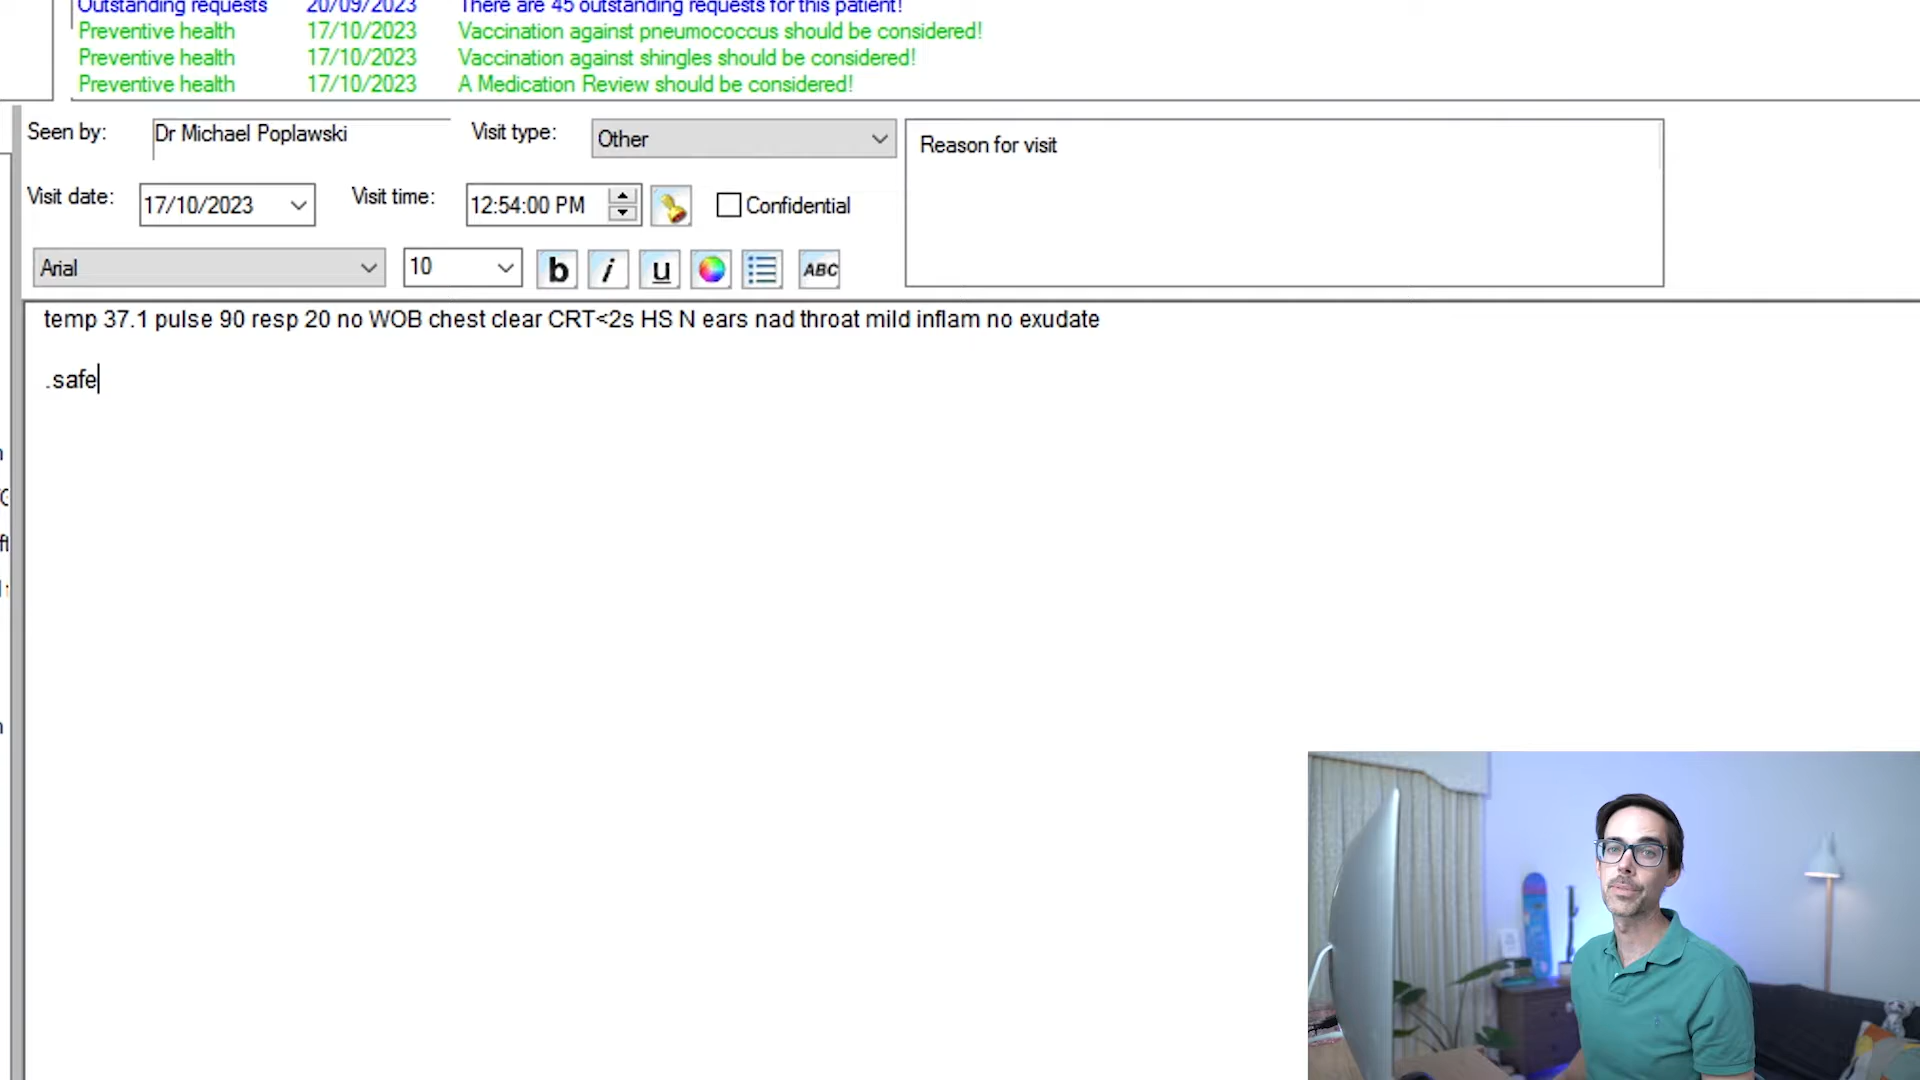 Outstanding requests 20/09/2023 There are 45 outstanding requests for this patient!
Preventive health 17/10/2023 Vaccination against pneumococcus should be considered!
Preventive health 17/10/2023 Vaccination against shingles should be considered!
Preventive health 17/10/2023 A Medication Review should be considered!
Seen by: Dr Michael Poplawski Visit type: Other
Reason for visit
Visit date: 17/10/2023 Visit time: 12:54:00 PM Confidential
Arial 10 b i u ABC
temp 37.1 pulse 90 resp 20 no WOB chest clear CRT<2s HS N ears nad throat mild inflam no exudate
.safe